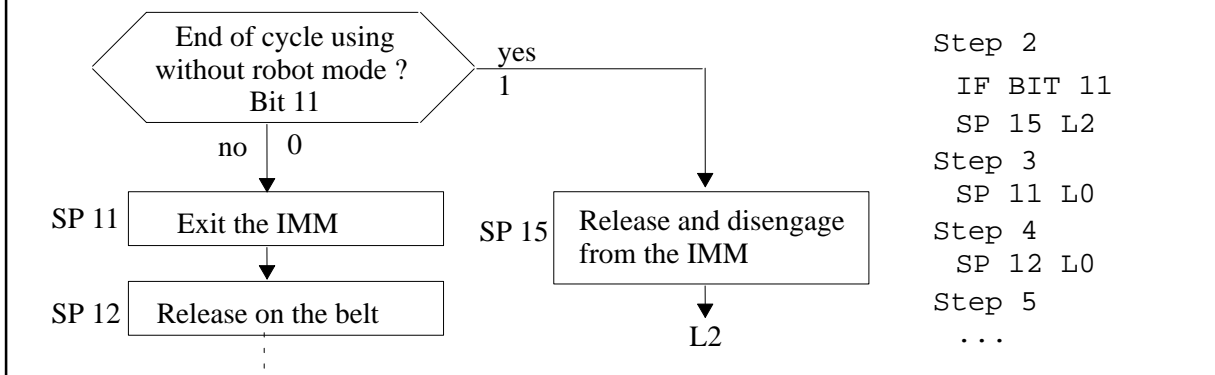 End of cycle using
without robot mode ?
Bit 11
yes
1
no
0
SP 11
Exit the IMM
SP 12
Release on the belt
SP 15
Release and disengage
from the IMM
L2
Step 2
IF BIT 11
SP 15 L2
Step 3
SP 11 L0
Step 4
SP 12 L0
Step 5
...